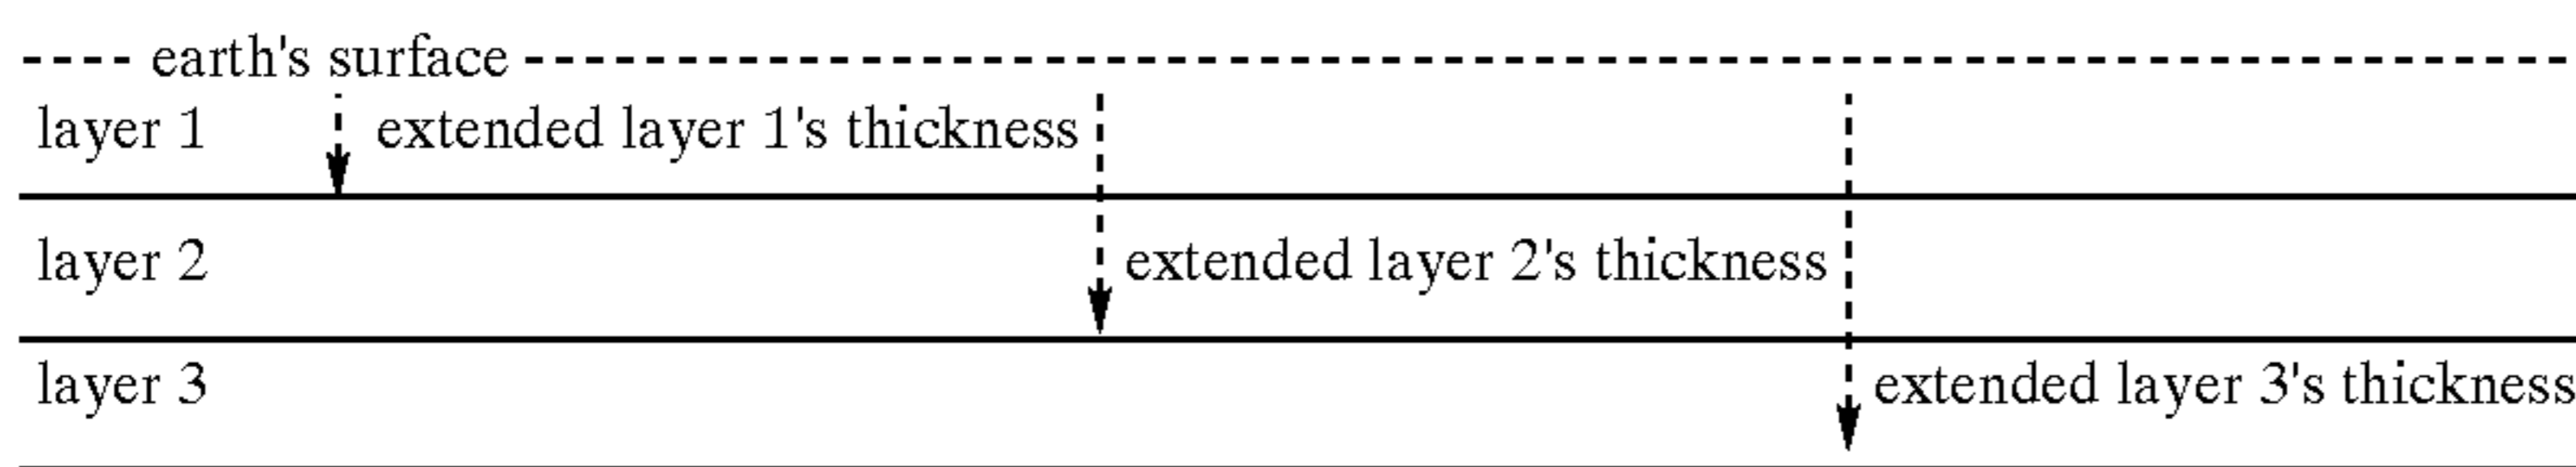 earth's surface
layer 1 extended layer 1's thickness
layer 2 extended layer 2's thickness
layer 3 extended layer 3's thickness